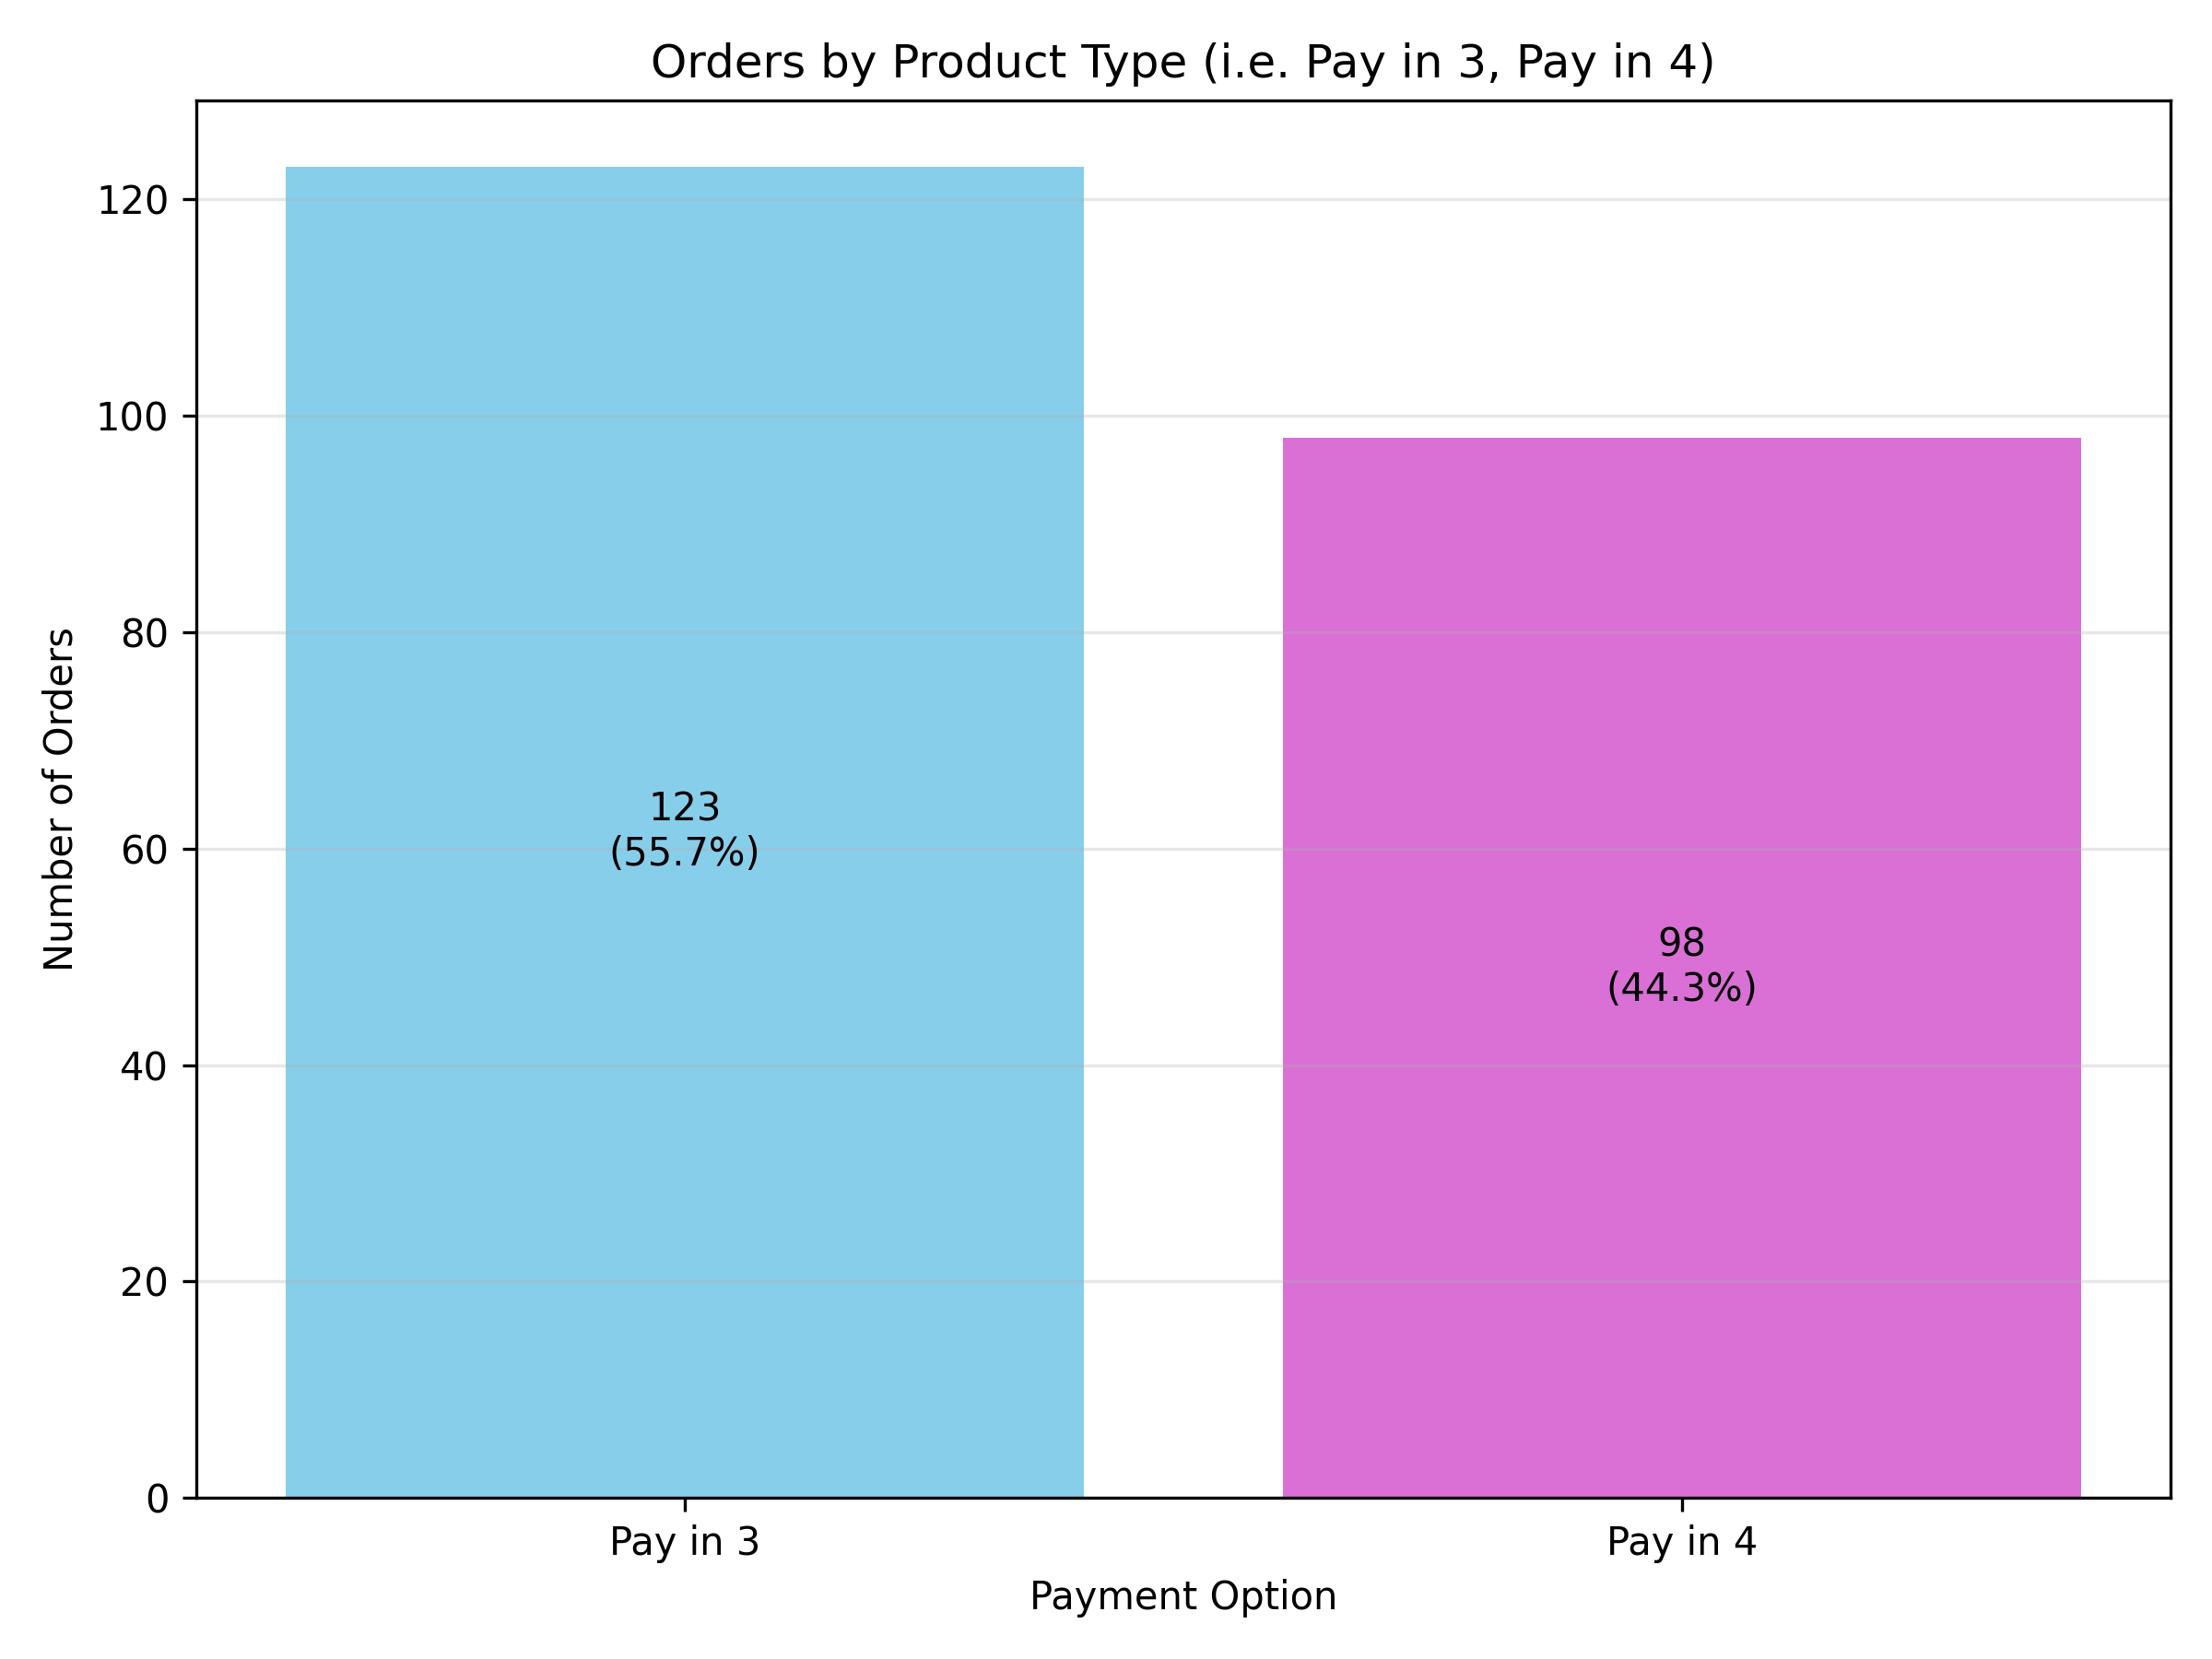 Orders by Product Type (i.e. Pay in 3, Pay in 4)
Number of Orders
120
100
80
60
40
20
0
123
(55.7%)
98
(44.3%)
Pay in 3
Pay in 4
Payment Option